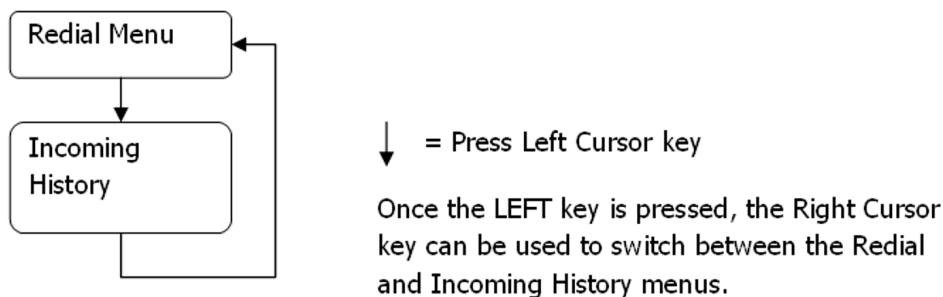 Redial Menu
Incoming
History
= Press Left Cursor key
Once the LEFT key is pressed, the Right Cursor
key can be used to switch between the Redial
and Incoming History menus.